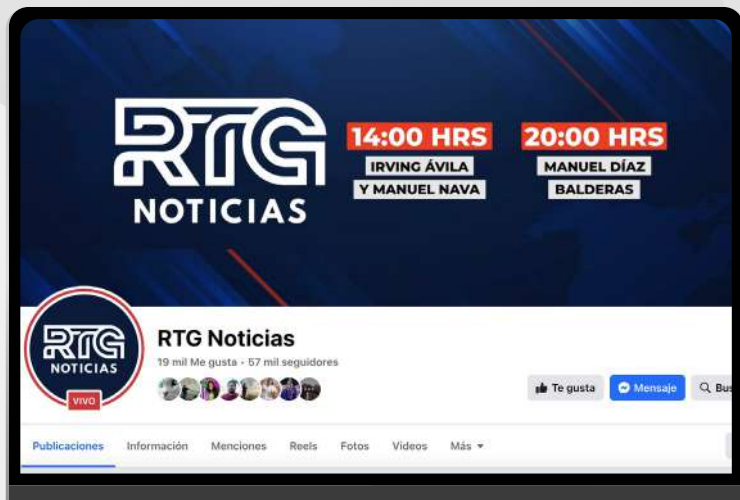 RTG
NOTICIAS
14:00 HRS
IRVING ÁVILA
Y MANUEL NAVA
20:00 HRS
MANUEL DÍAZ
BALDERAS
RTG
NOTICIAS
VIVO
RTG Noticias
19 mil Me gusta • 57 mil seguidores
Te gusta
Mensaje
Publicaciones
Información
Menciones
Reels
Fotos
Videos
Más